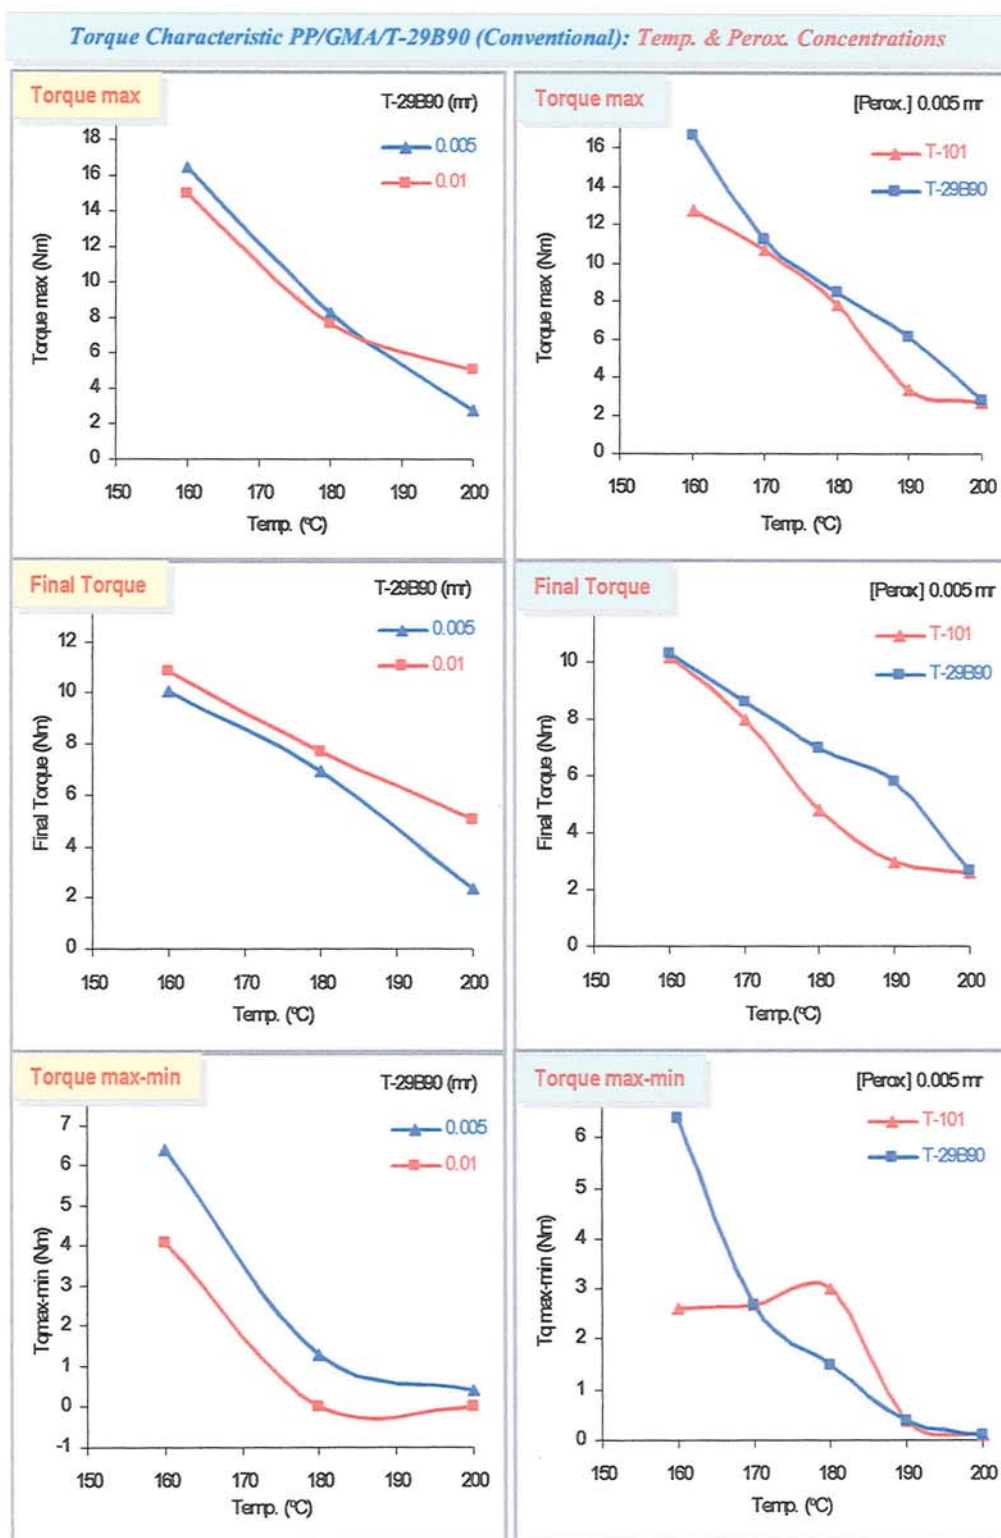 Torque Characteristic PP/GMA/T-29B90 (Conventional): Temp. & Perox. Concentrations
Torque max
T-29B90 (mr)
0.005
0.01
18
16
14
12
10
8
6
4
2
0
Torque max (Nm)
150 160 170 180 190 200
Temp. (ºC)
Torque max
[Perox.] 0.005 mr
T-101
T-29B90
16
14
12
10
8
6
4
2
0
Torque max (Nm)
150 160 170 180 190 200
Temp. (ºC)
Final Torque
T-29B90 (mr)
0.005
0.01
12
10
8
6
4
2
0
Final Torque (Nm)
150 160 170 180 190 200
Temp. (ºC)
Final Torque
[Perox] 0.005 mr
T-101
T-29B90
10
8
6
4
2
0
Final Torque (Nm)
150 160 170 180 190 200
Temp.(ºC)
Torque max-min
T-29B90 (mr)
0.005
0.01
7
6
5
4
3
2
1
0
-1
Tqmax-min (Nm)
150 160 170 180 190 200
Temp. (ºC)
Torque max-min
[Perox] 0.005 mr
T-101
T-29B90
6
5
4
3
2
1
0
Tq max-min (Nm)
150 160 170 180 190 200
Temp. (ºC)